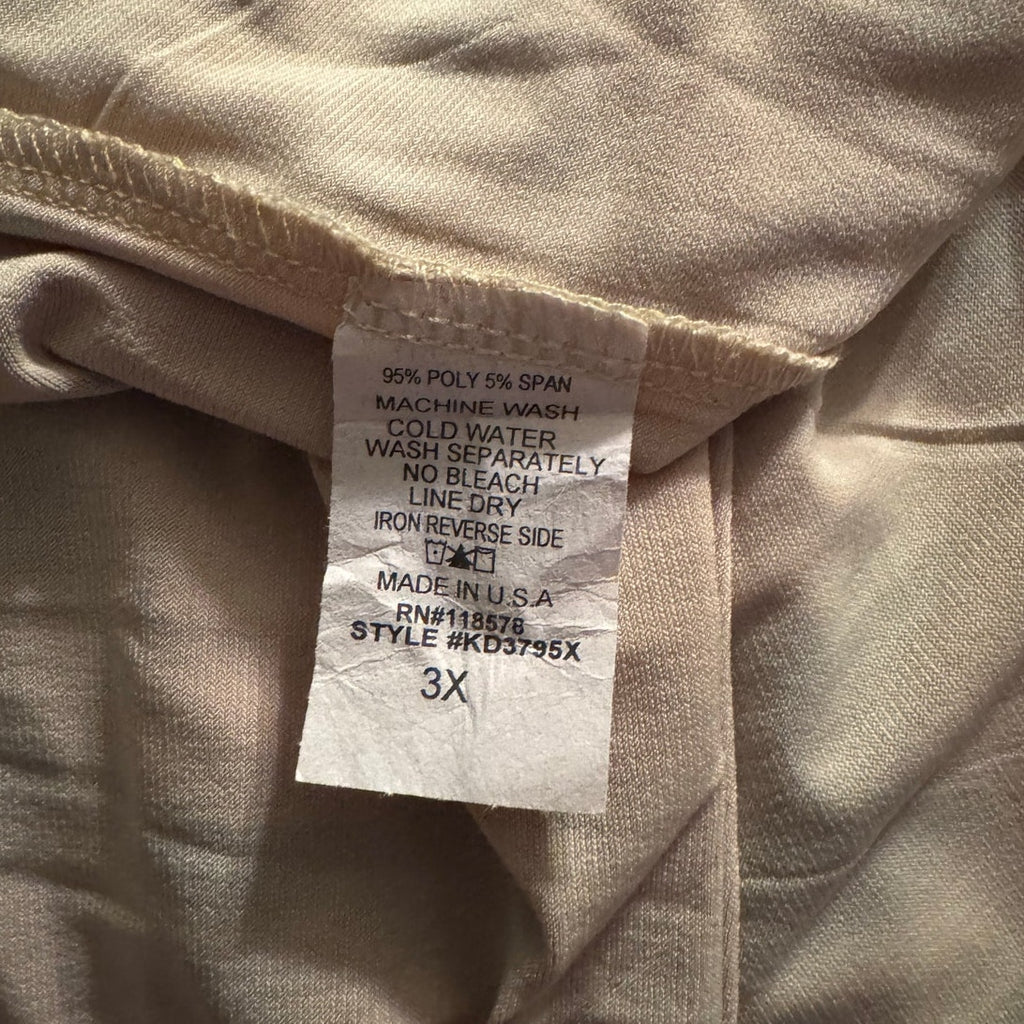 95% POLY 5% SPAN
MACHINE WASH
COLD WATER
WASH SEPARATELY
NO BLEACH
LINE DRY
IRON REVERSE SIDE
MADE IN U.S.A
RN#118578
STYLE #KD3795X
3X